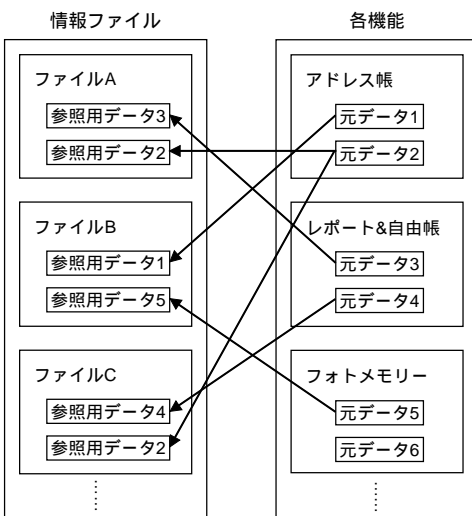 情報ファイル
ファイルA
参照用データ3
参照用データ2
ファイルB
参照用データ1
参照用データ5
ファイルC
参照用データ4
参照用データ2
各機能
アドレス帳
元データ1
元データ2
レポート&自由帳
元データ3
元データ4
フォトメモリー
元データ5
元データ6